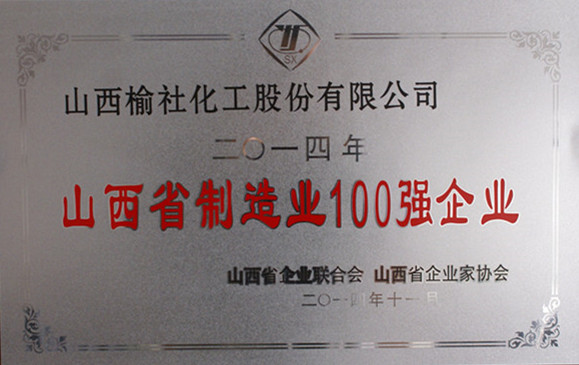 SX
山西榆社化工股份有限公司
二〇一四年
山西省制造业100强企业
山西省企业联合会 山西省企业家协会
二〇一四年十一月